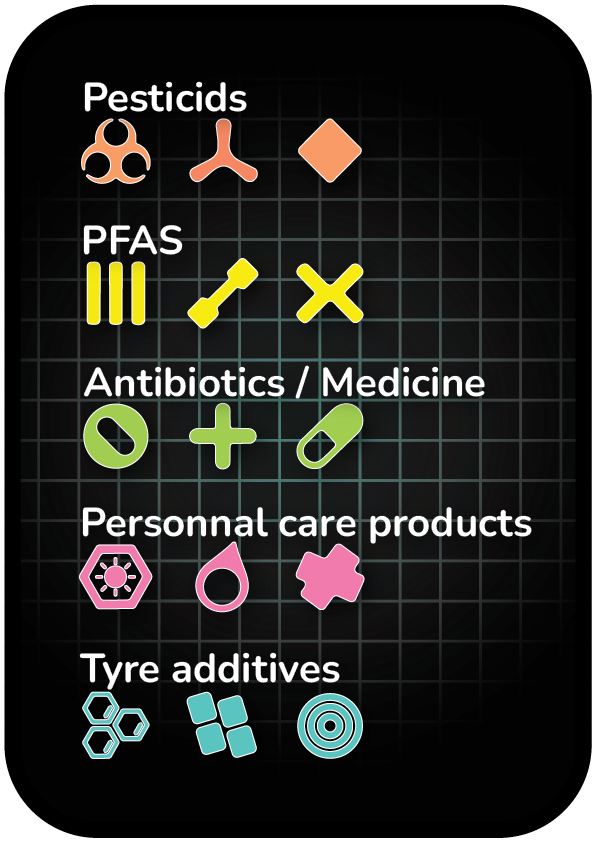 Pesticids
PFAS
Antibiotics / Medicine
Personnal care products
Tyre additives